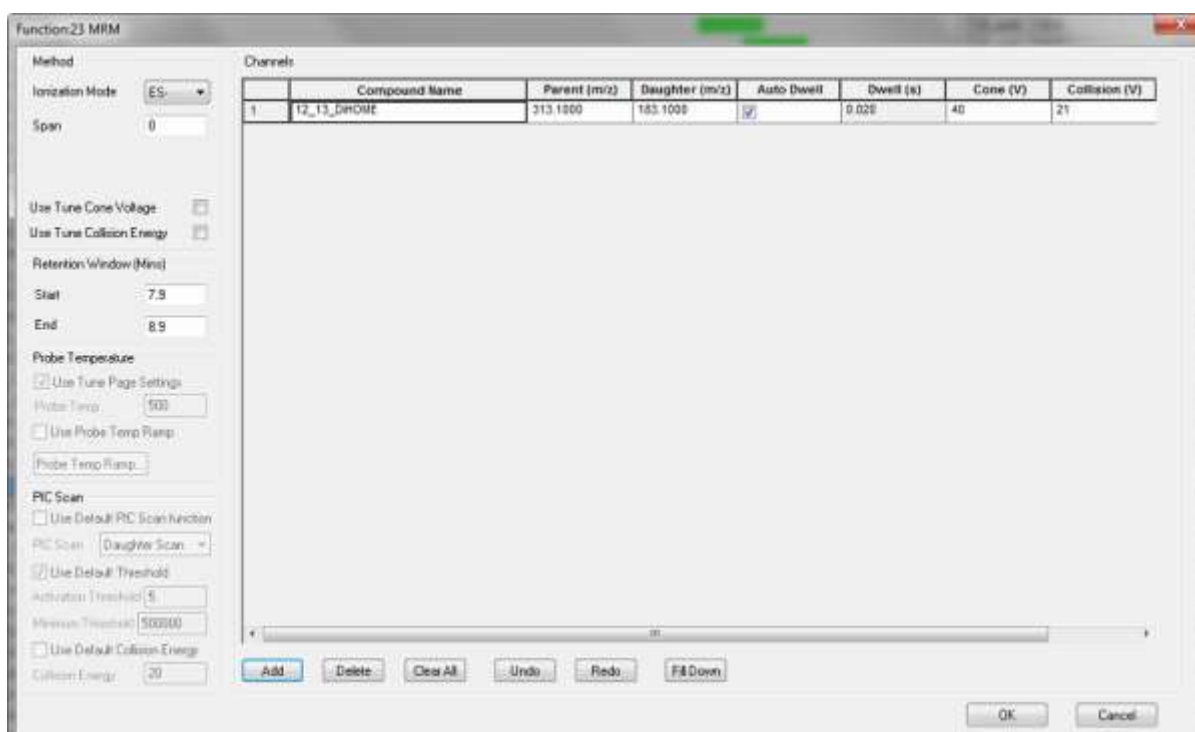 Function:23 MRM
Method
Ionization Mode ES-
Span 0
Use Tune Cone Voltage
Use Tune Collision Energy
Retention Window (Mins)
Start 7.9
End 8.9
Probe Temperature
Use Tune Page Settings
Probe Temp 500
Use Probe Temp Ramp
Probe Temp Ramp...
PIC Scan
Use Default PIC Scan function
PIC Scan Daughter Scan
Use Default Threshold
Activation Threshold 5
Minimum Threshold 500000
Use Default Collision Energy
Collision Energy 20
Channels
Compound Name Parent (m/z) Daughter (m/z) Auto Dwell Dwell (s) Cone (V) Collision (V)
1 12_13_DiHOME 313.1000 183.1000 0.028 40 21
Add Delete Clear All Undo Redo Fill Down
OK Cancel